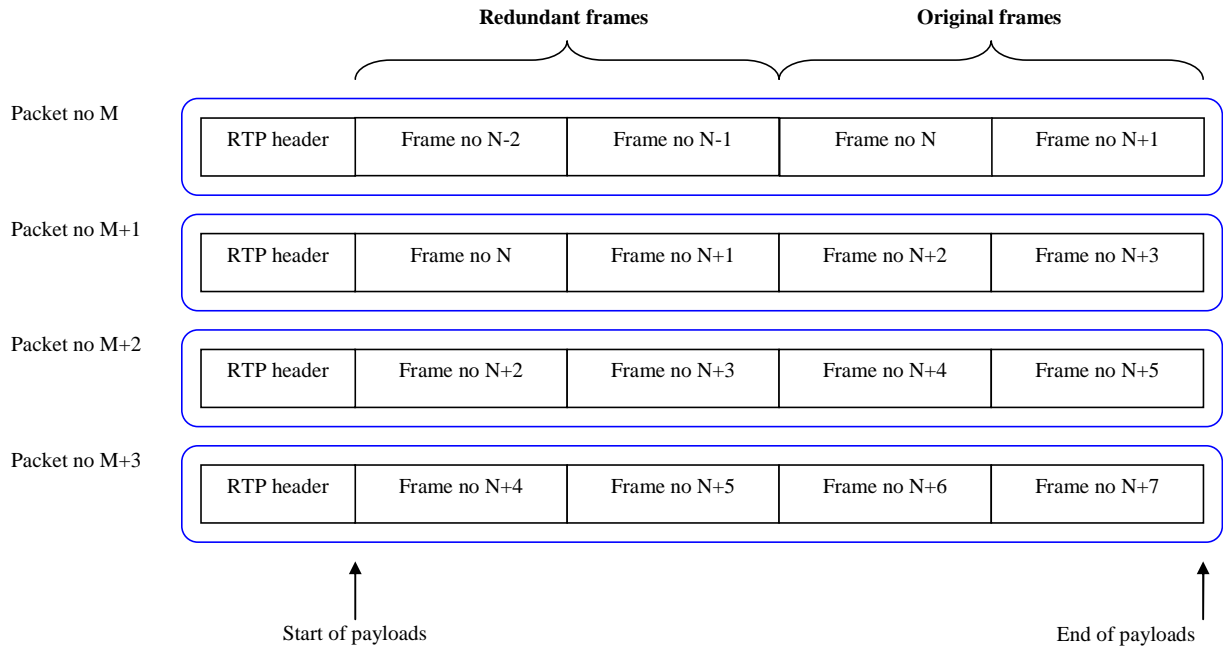 Redundant frames Original frames
Packet no M
RTP header Frame no N-2 Frame no N-1 Frame no N Frame no N+1
Packet no M+1
RTP header Frame no N Frame no N+1 Frame no N+2 Frame no N+3
Packet no M+2
RTP header Frame no N+2 Frame no N+3 Frame no N+4 Frame no N+5
Packet no M+3
RTP header Frame no N+4 Frame no N+5 Frame no N+6 Frame no N+7
Start of payloads End of payloads